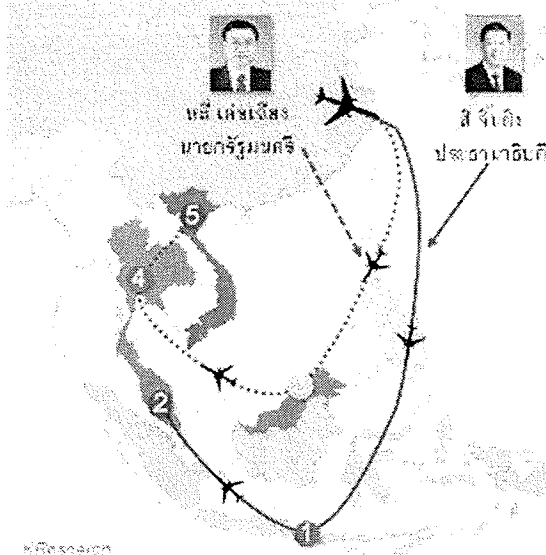 หลี่ เค่อเฉียง
นายกรัฐมนตรี
สี จิ้นผิง
ประธานาธิบดี
5
4
2
1